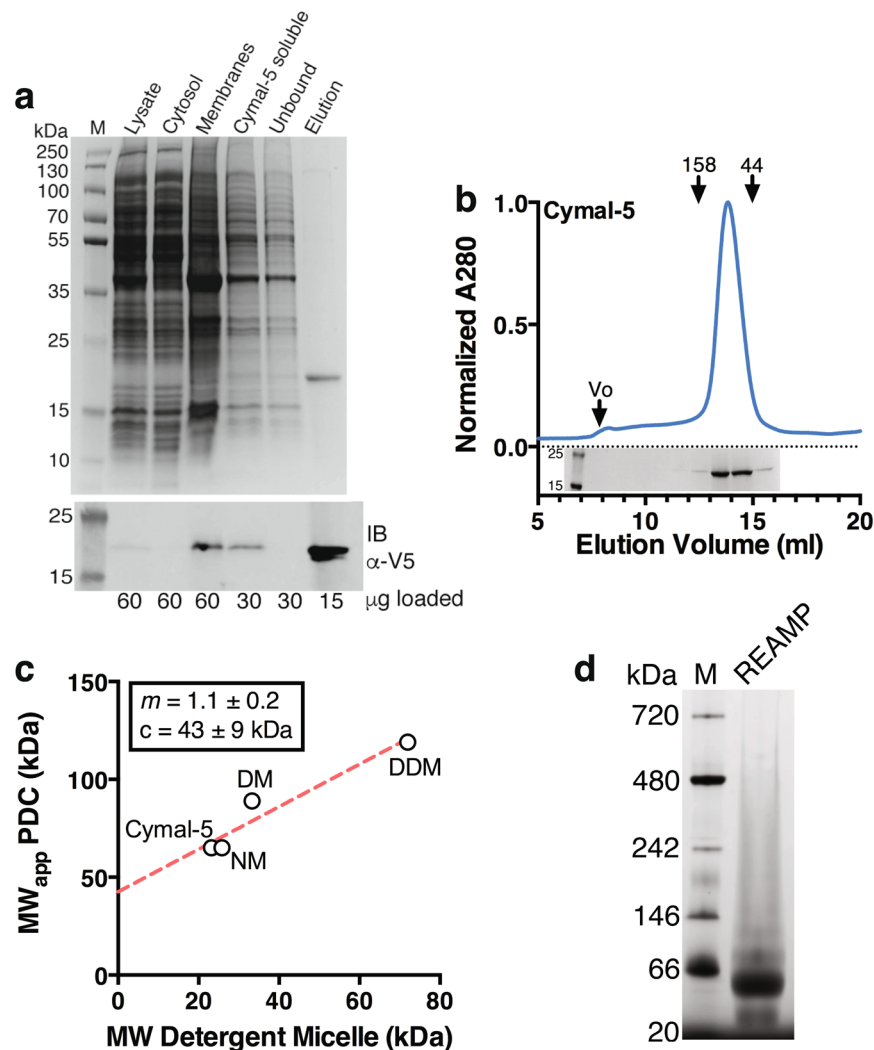 a
Lysate
Cytosol
Membranes
Cymal-5 soluble
Unbound
Elution
kDa M
250
130
100
70
55
35
25
15
10
25
15
IB
α-V5
60 60 60 30 30 15 μg loaded
b
158 44
Cymal-5
Normalized A280
1.0
0.5
0.0
Vo
25
15
5 10 15 20
Elution Volume (ml)
c
MWapp PDC (kDa)
150
100
50
0
m = 1.1 ± 0.2
c = 43 ± 9 kDa
DM
DDM
Cymal-5
NM
0 20 40 60 80
MW Detergent Micelle (kDa)
d
kDa M REAMP
720
480
242
146
66
20